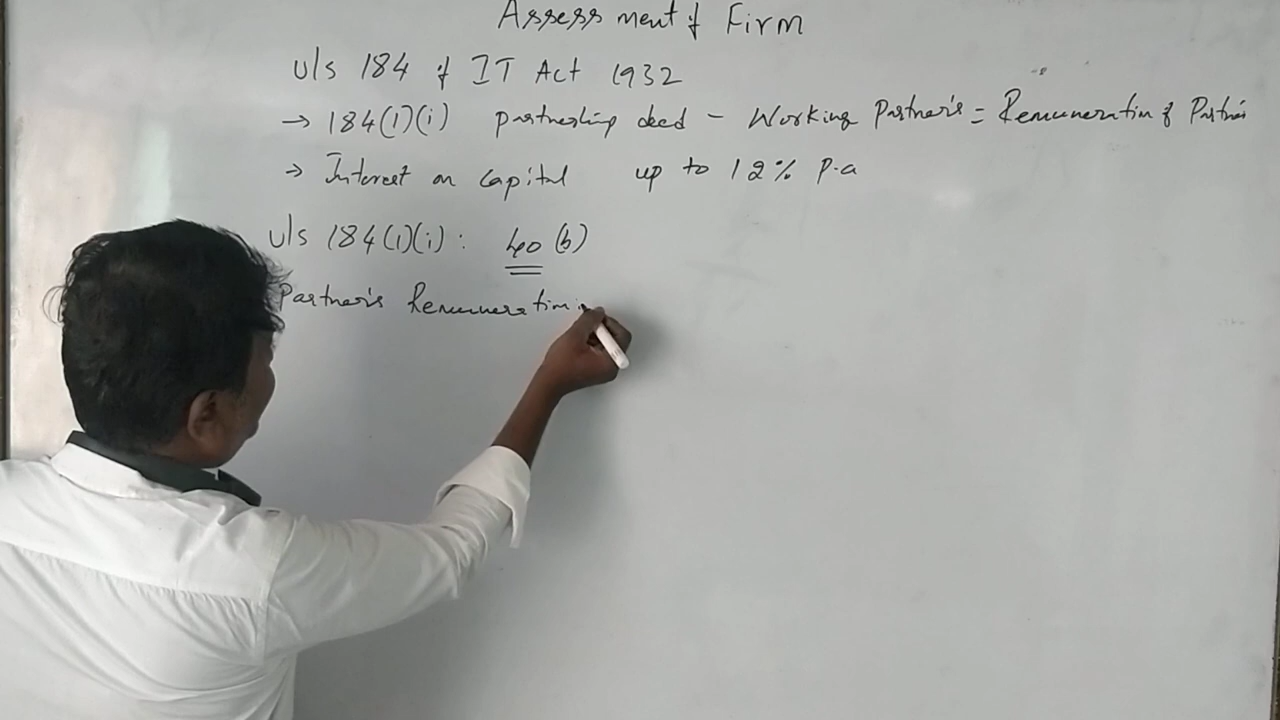 Assessment of Firm
u/s 184 of IT Act 1932
→ 184(1)(i) partnership deed - Working Partner's = Remuneration of Partner's
→ Interest on capital up to 12% p.a
u/s 184(1)(i): 40(b)
Partner's Remuneration